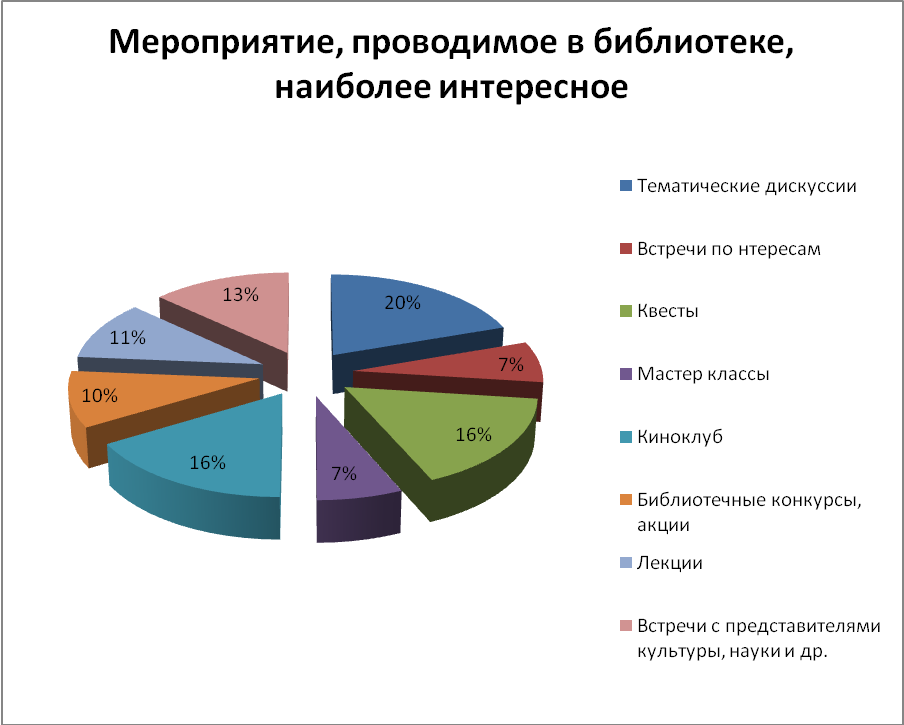 Мероприятие, проводимое в библиотеке,
наиболее интересное
Тематические дискуссии
Встречи по нтересам
Квесты
Мастер классы
Киноклуб
Библиотечные конкурсы,
акции
Лекции
Встречи с представителями
культуры, науки и др.
20%
7%
16%
7%
16%
10%
11%
13%